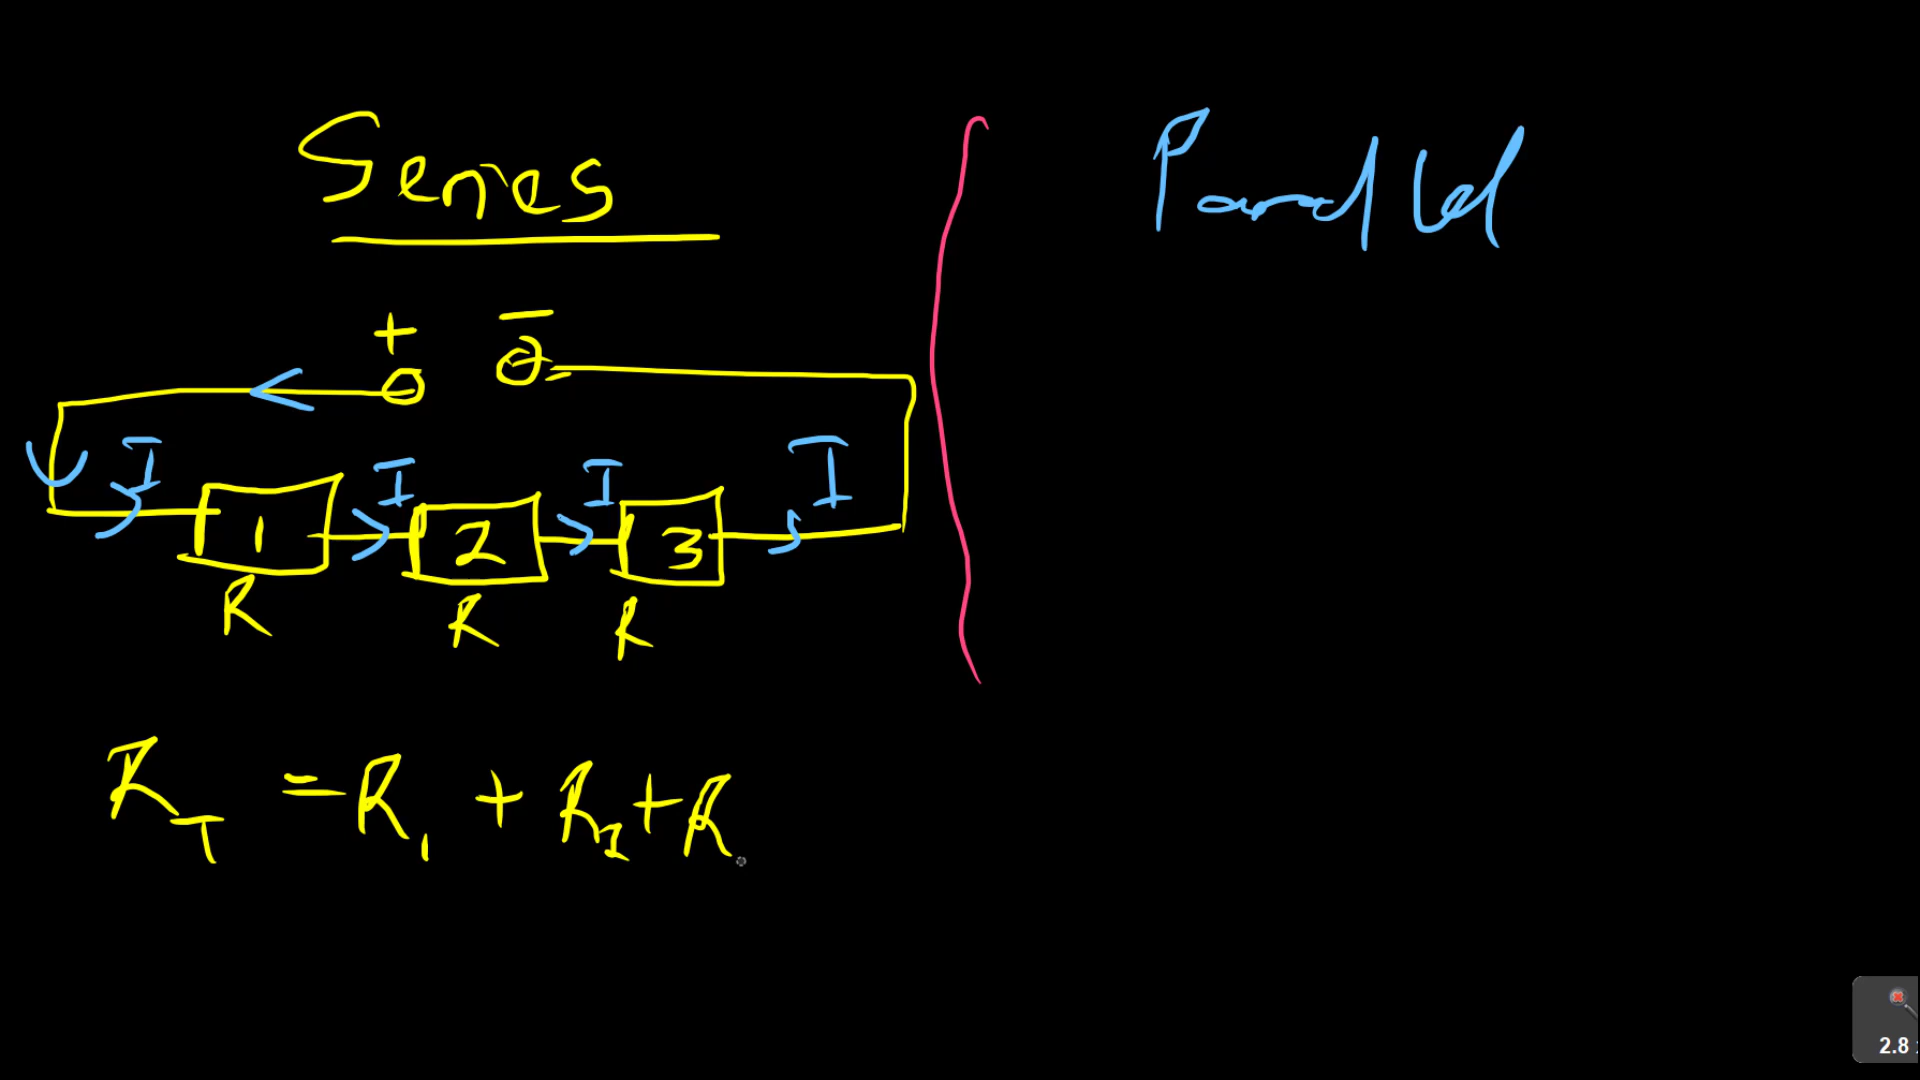 Series
Parallel
+ −
I I I I
1 2 3
R R R
R_T = R_1 + R_2 + R
2.8